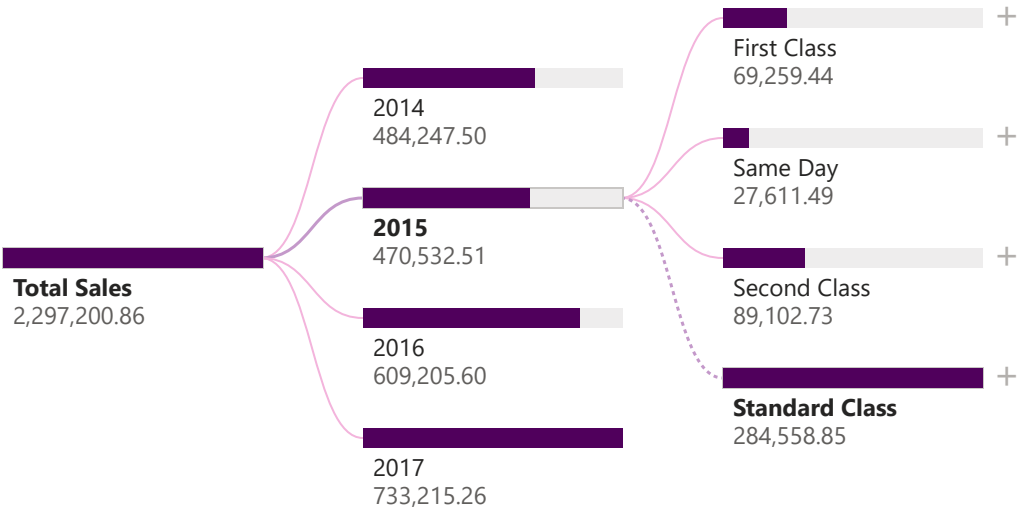 Total Sales
2,297,200.86
2014
484,247.50
2015
470,532.51
2016
609,205.60
2017
733,215.26
First Class
69,259.44
Same Day
27,611.49
Second Class
89,102.73
Standard Class
284,558.85